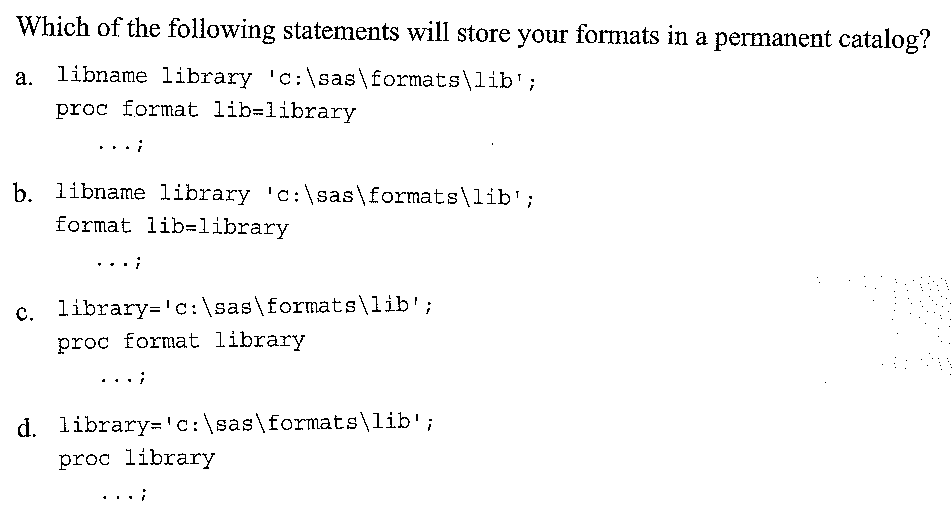 Which of the following statements will store your formats in a permanent catalog?
a. libname library 'c:\sas\formats\lib';
proc format lib=library
...;
b. libname library 'c:\sas\formats\lib';
format lib=library
...;
c. library='c:\sas\formats\lib';
proc format library
...;
d. library='c:\sas\formats\lib';
proc library
...;